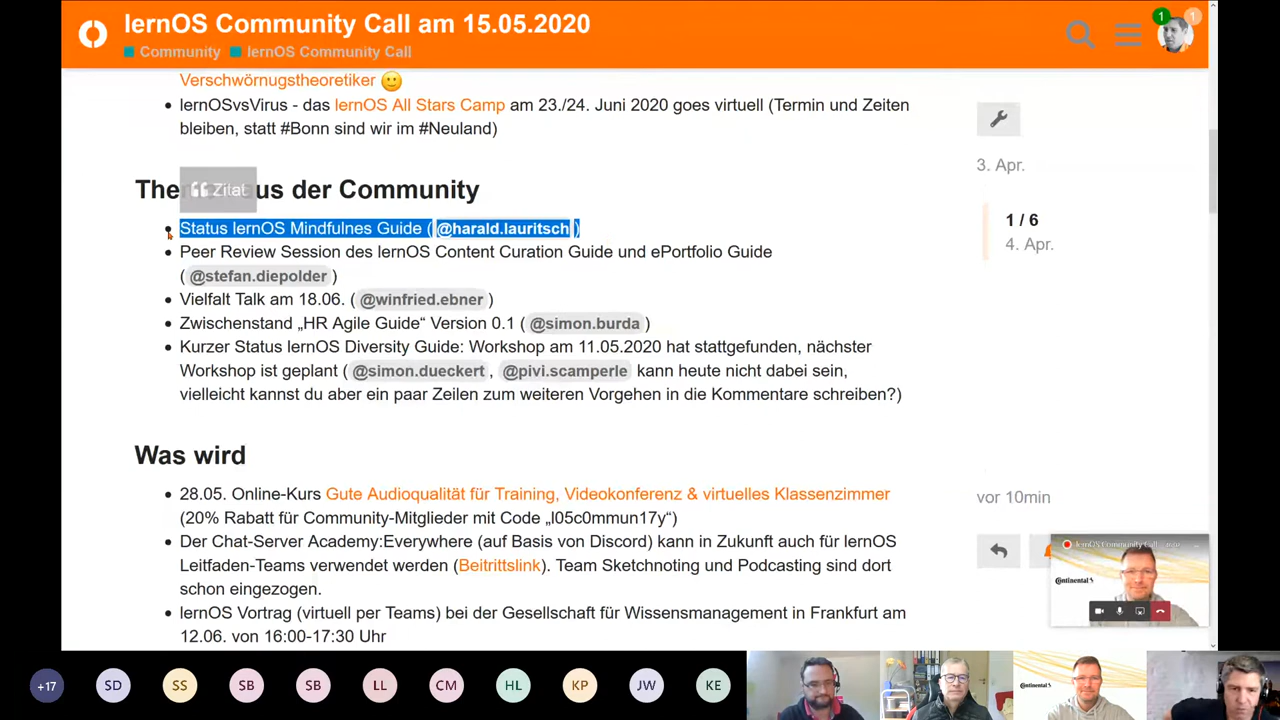 lernOS Community Call am 15.05.2020
Community lernOS Community Call
1 1
Verschwörnugstheoretiker
lernOSvsVirus - das lernOS All Stars Camp am 23./24. Juni 2020 goes virtuell (Termin und Zeiten
bleiben, statt #Bonn sind wir im #Neuland)
3. Apr.
The us der Community
Zitat
1 / 6
4. Apr.
Status lernOS Mindfulnes Guide ( @harald.lauritsch )
Peer Review Session des lernOS Content Curation Guide und ePortfolio Guide
( @stefan.diepolder )
Vielfalt Talk am 18.06. ( @winfried.ebner )
Zwischenstand „HR Agile Guide“ Version 0.1 ( @simon.burda )
Kurzer Status lernOS Diversity Guide: Workshop am 11.05.2020 hat stattgefunden, nächster
Workshop ist geplant ( @simon.dueckert , @pivi.scamperle kann heute nicht dabei sein,
vielleicht kannst du aber ein paar Zeilen zum weiteren Vorgehen in die Kommentare schreiben?)
Was wird
28.05. Online-Kurs Gute Audioqualität für Training, Videokonferenz & virtuelles Klassenzimmer
(20% Rabatt für Community-Mitglieder mit Code „l05c0mmun17y“)
vor 10min
Der Chat-Server Academy;Everywhere (auf Basis von Discord) kann in Zukunft auch für lernOS
Leitfaden-Teams verwendet werden (Beitrittslink). Team Sketchnoting und Podcasting sind dort
schon eingezogen.
lernOS Vortrag (virtuell per Teams) bei der Gesellschaft für Wissensmanagement in Frankfurt am
12.06. von 16:00-17:30 Uhr
lernOS Community Call
Continental
+17 SD SS SB SB LL CM HL KP JW KE
Continental